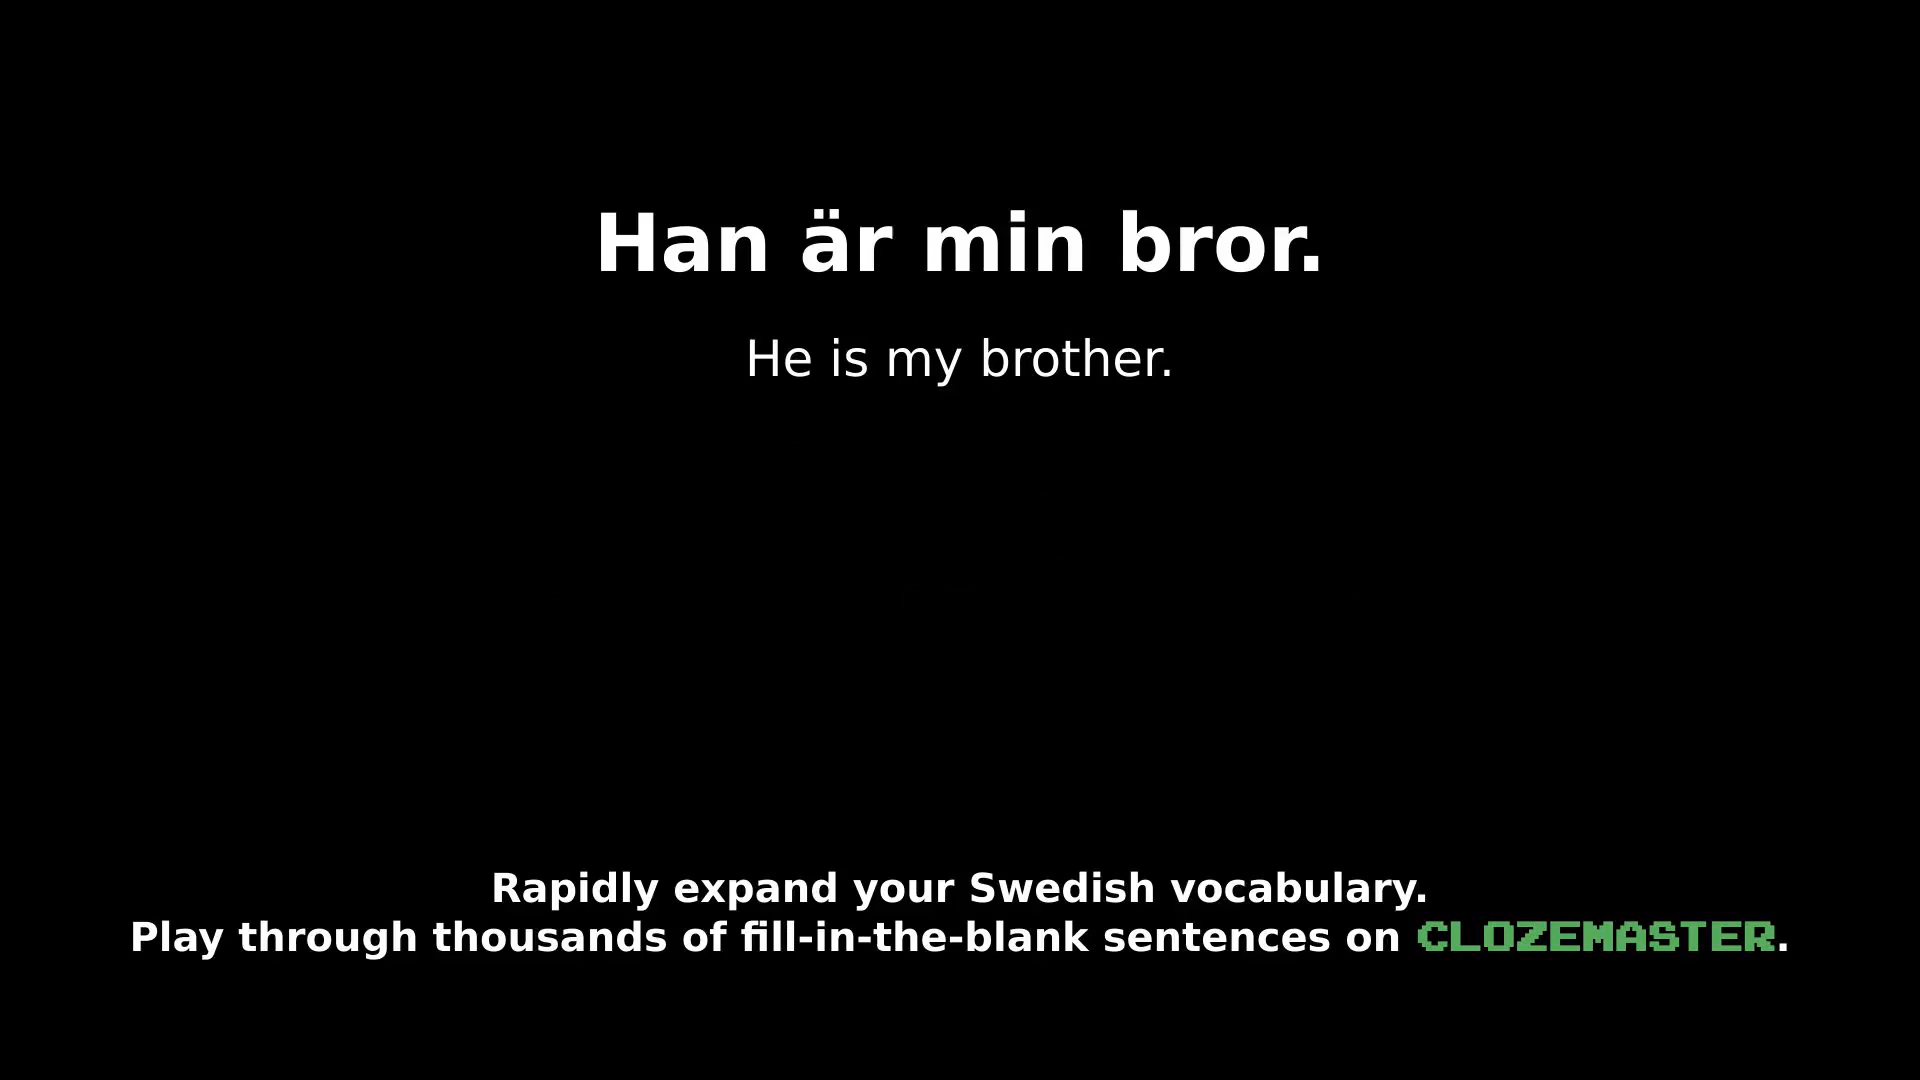 Han är min bror.
He is my brother.
Rapidly expand your Swedish vocabulary.
Play through thousands of fill-in-the-blank sentences on CLOZEMASTER.